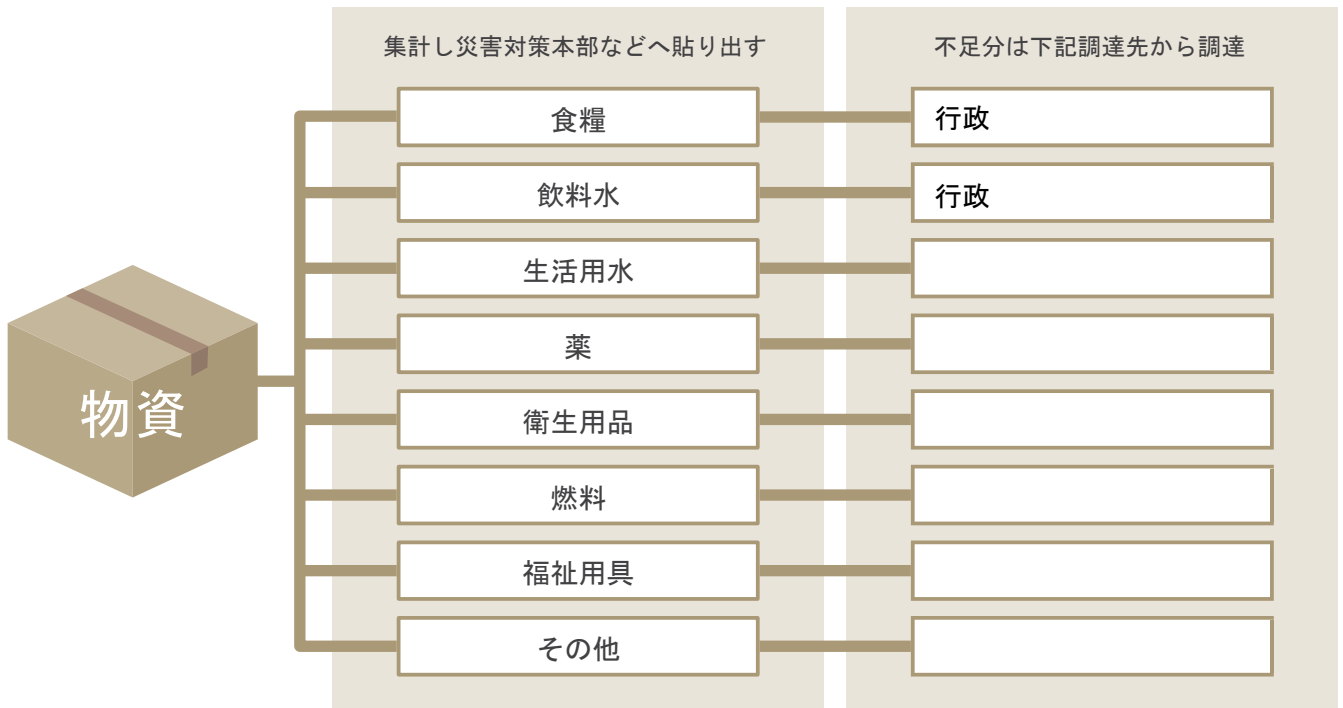 集計し災害対策本部などへ貼り出す
不足分は下記調達先から調達
物資
食糧
行政
飲料水
行政
生活用水
薬
衛生用品
燃料
福祉用具
その他